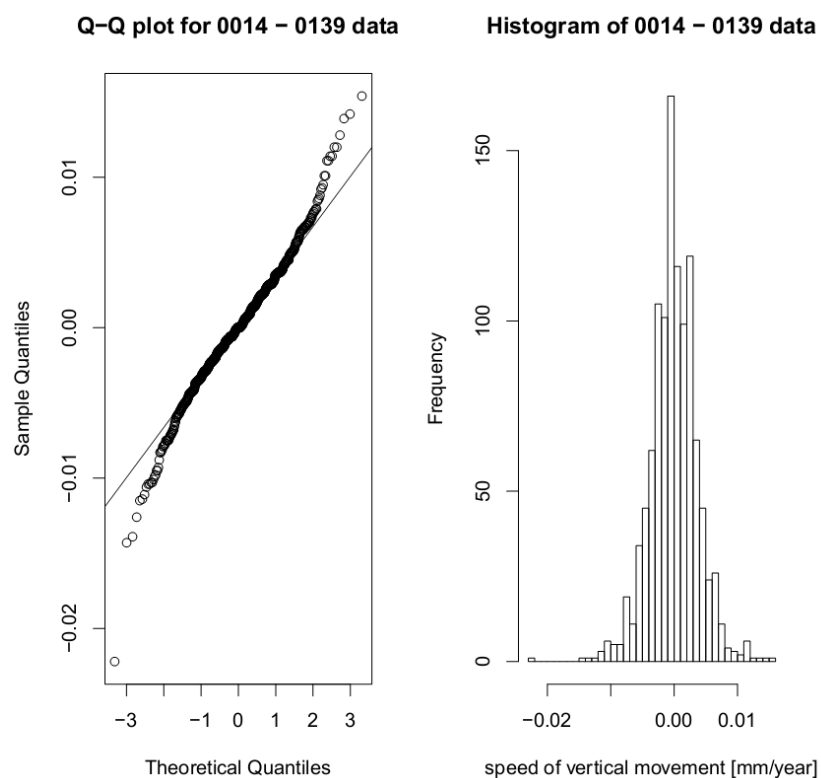 Q−Q plot for 0014 − 0139 data
Sample Quantiles
0.01
0.00
−0.01
−0.02
−3 −1 0 1 2 3
Theoretical Quantiles
Histogram of 0014 − 0139 data
Frequency
150
100
50
0
−0.02 0.00 0.01
speed of vertical movement [mm/year]